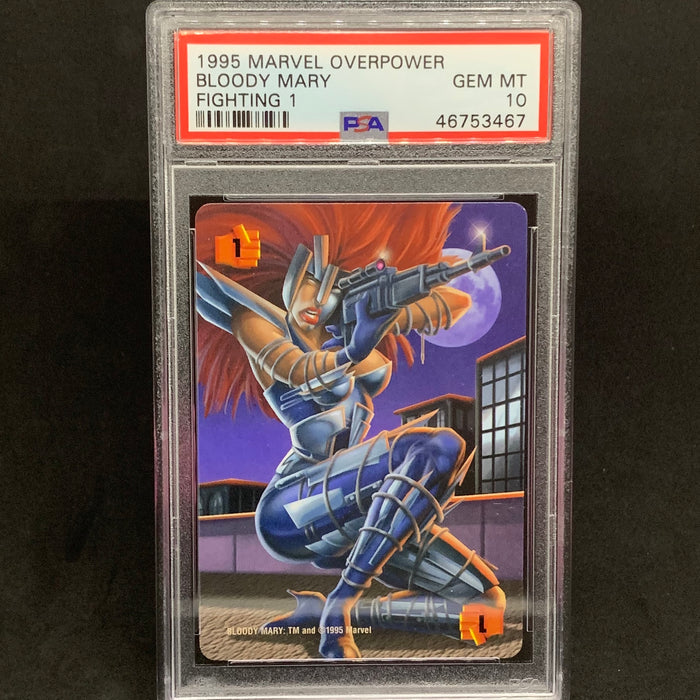 1995 MARVEL OVERPOWER
BLOODY MARY GEM MT
FIGHTING 1 10
PSA 46753467
1
BLOODY MARY: TM and ©1995 Marvel
1